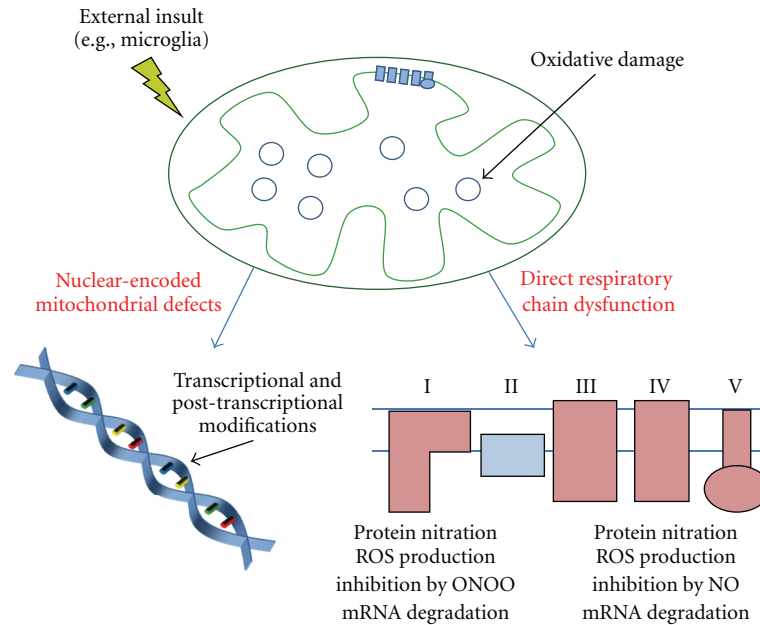 External insult
(e.g., microglia)
Oxidative damage
Nuclear-encoded
mitochondrial defects
Direct respiratory
chain dysfunction
Transcriptional and
post-transcriptional
modifications
I II III IV V
Protein nitration
ROS production
inhibition by ONOO
mRNA degradation
Protein nitration
ROS production
inhibition by NO
mRNA degradation